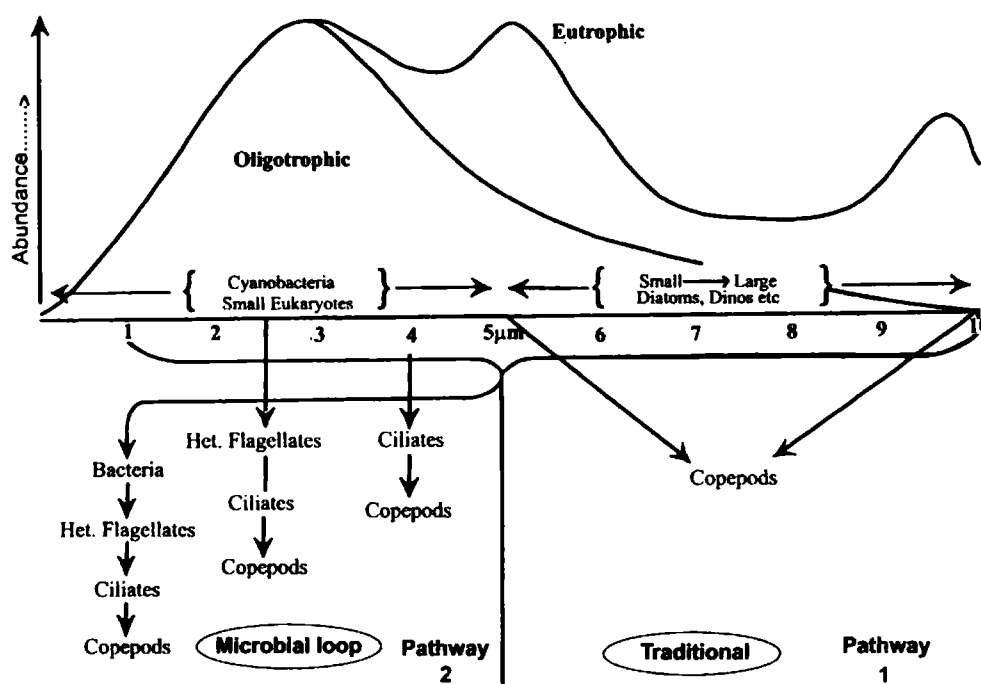 Abundance........>
Eutrophic
Oligotrophic
{ Cyanobacteria }
Small Eukaryotes
{ Small → Large }
Diatoms, Dinos etc
1 2 .3 4 5µm 6 7 8 9
Het. Flagellates
Ciliates
Bacteria
Copepods
Ciliates
Copepods
Het. Flagellates
Copepods
Ciliates
Copepods
Microbial loop
Pathway
2
Traditional
Pathway
1